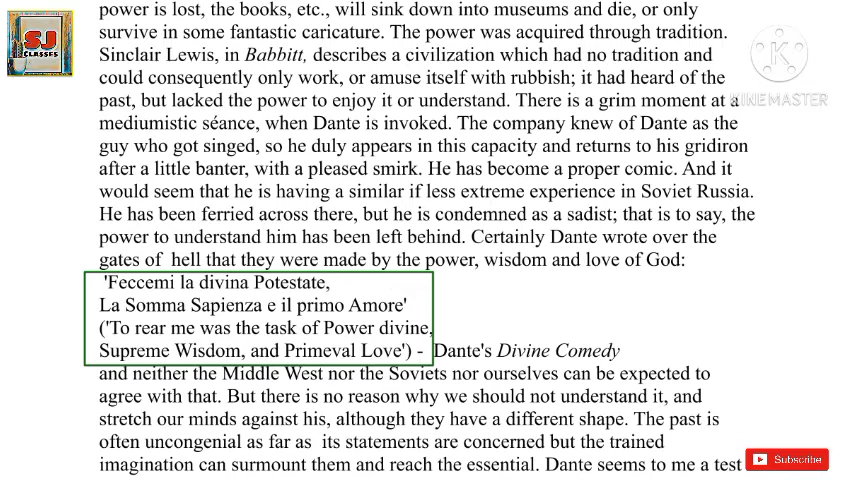 SJ
CLASSES
power is lost, the books, etc., will sink down into museums and die, or only
survive in some fantastic caricature. The power was acquired through tradition.
Sinclair Lewis, in Babbitt, describes a civilization which had no tradition and
could consequently only work, or amuse itself with rubbish; it had heard of the
past, but lacked the power to enjoy it or understand. There is a grim moment at a
KINEMASTER
mediumistic séance, when Dante is invoked. The company knew of Dante as the
guy who got singed, so he duly appears in this capacity and returns to his gridiron
after a little banter, with a pleased smirk. He has become a proper comic. And it
would seem that he is having a similar if less extreme experience in Soviet Russia.
He has been ferried across there, but he is condemned as a sadist; that is to say, the
power to understand him has been left behind. Certainly Dante wrote over the
gates of hell that they were made by the power, wisdom and love of God:
'Feccemi la divina Potestate,
La Somma Sapienza e il primo Amore'
('To rear me was the task of Power divine,
Supreme Wisdom, and Primeval Love') - Dante's Divine Comedy
and neither the Middle West nor the Soviets nor ourselves can be expected to
agree with that. But there is no reason why we should not understand it, and
stretch our minds against his, although they have a different shape. The past is
often uncongenial as far as its statements are concerned but the trained
imagination can surmount them and reach the essential. Dante seems to me a test
Subscribe